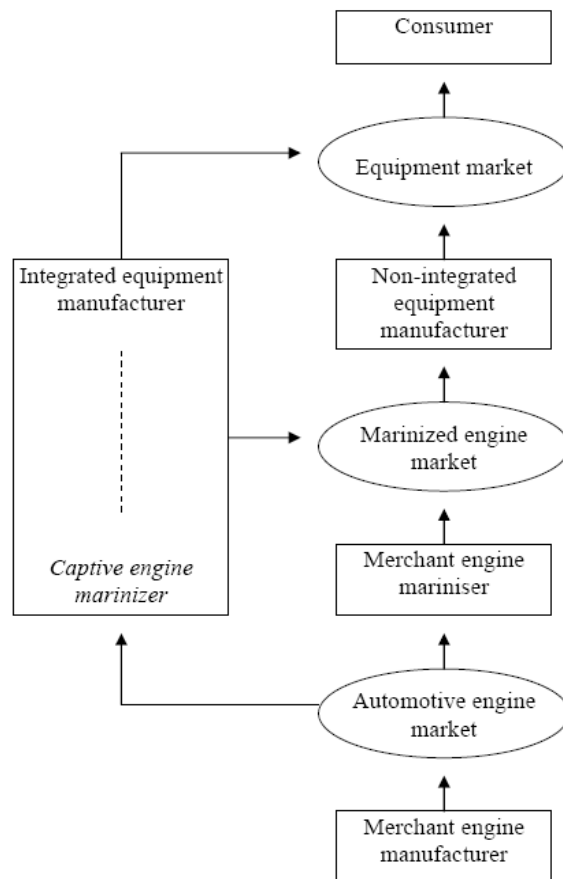 Consumer
Equipment market
Integrated equipment
manufacturer
Non-integrated
equipment
manufacturer
Marinized engine
market
Captive engine
marinizer
Merchant engine
mariniser
Automotive engine
market
Merchant engine
manufacturer